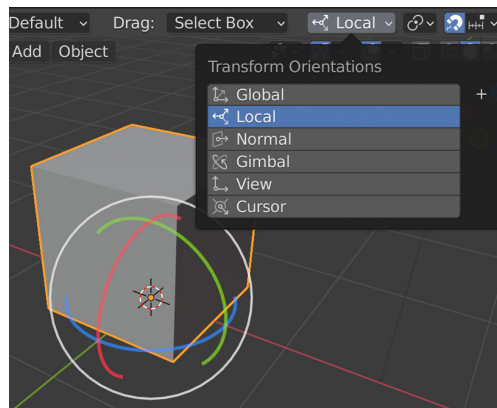 Default Drag: Select Box Local
Add Object
Transform Orientations
Global
Local
Normal
Gimbal
View
Cursor